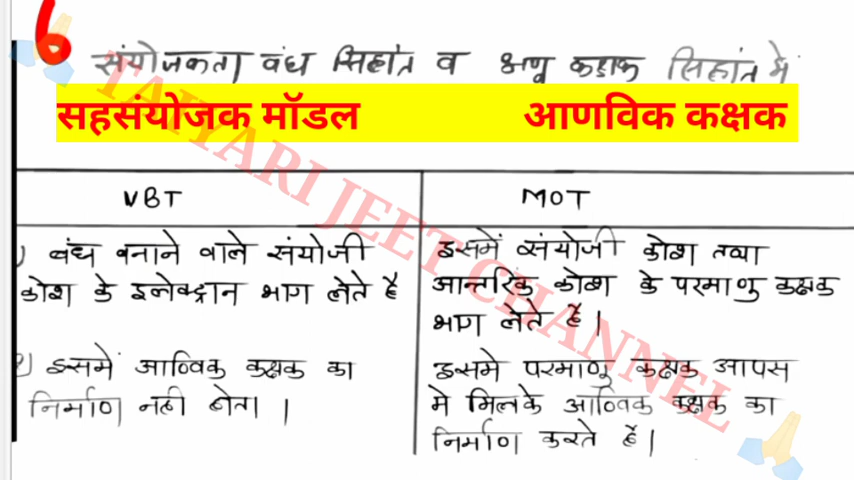 6
संयोजकता बंध सिद्धांत व अणु कक्षक सिद्धांत में
सहसंयोजक मॉडल आणविक कक्षक
VBT MOT
1) बंध बनाने वाले संयोजी
कोश के इलेक्ट्रान भाग लेते है
2) इसमें आण्विक कक्षक का
निर्माण नही होता।
इसमें संयोजी कोश तथा
आन्तरिक कोश के परमाणु कक्षक
भाग लेते हैं।
इसमे परमाणु कक्षक आपस
मे मिलके आण्विक कक्षक का
निर्माण करते हैं।
TAIYARI JEET CHANNEL